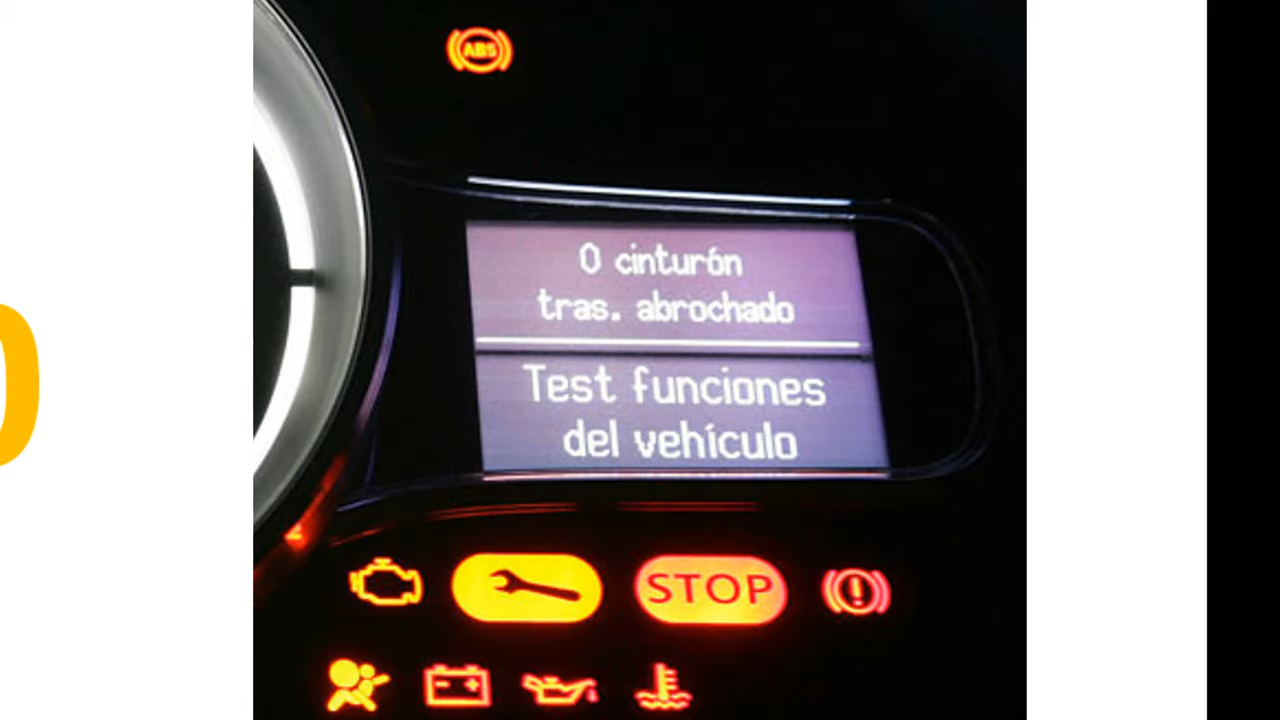 ABS
0 cinturón
tras. abrochado
Test funciones
del vehículo
STOP